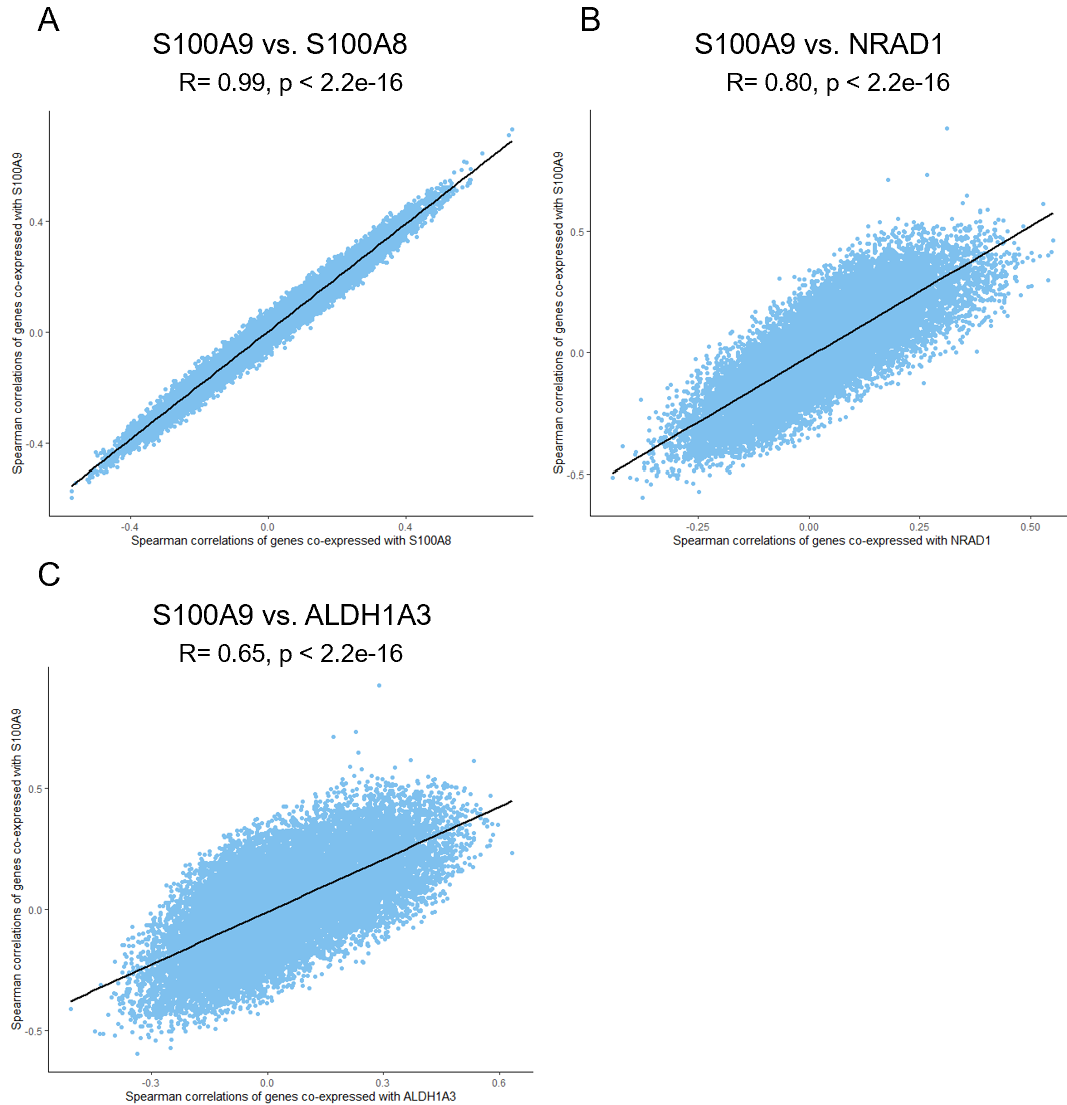 A
S100A9 vs. S100A8
R= 0.99, p < 2.2e-16
Spearman correlations of genes co-expressed with S100A9
0.4
0.0
-0.4
-0.4
0.0
0.4
Spearman correlations of genes co-expressed with S100A8
B
S100A9 vs. NRAD1
R= 0.80, p < 2.2e-16
Spearman correlations of genes co-expressed with S100A9
0.5
0.0
-0.5
-0.25
0.00
0.25
0.50
Spearman correlations of genes co-expressed with NRAD1
C
S100A9 vs. ALDH1A3
R= 0.65, p < 2.2e-16
Spearman correlations of genes co-expressed with S100A9
0.5
0.0
-0.5
-0.3
0.0
0.3
0.6
Spearman correlations of genes co-expressed with ALDH1A3